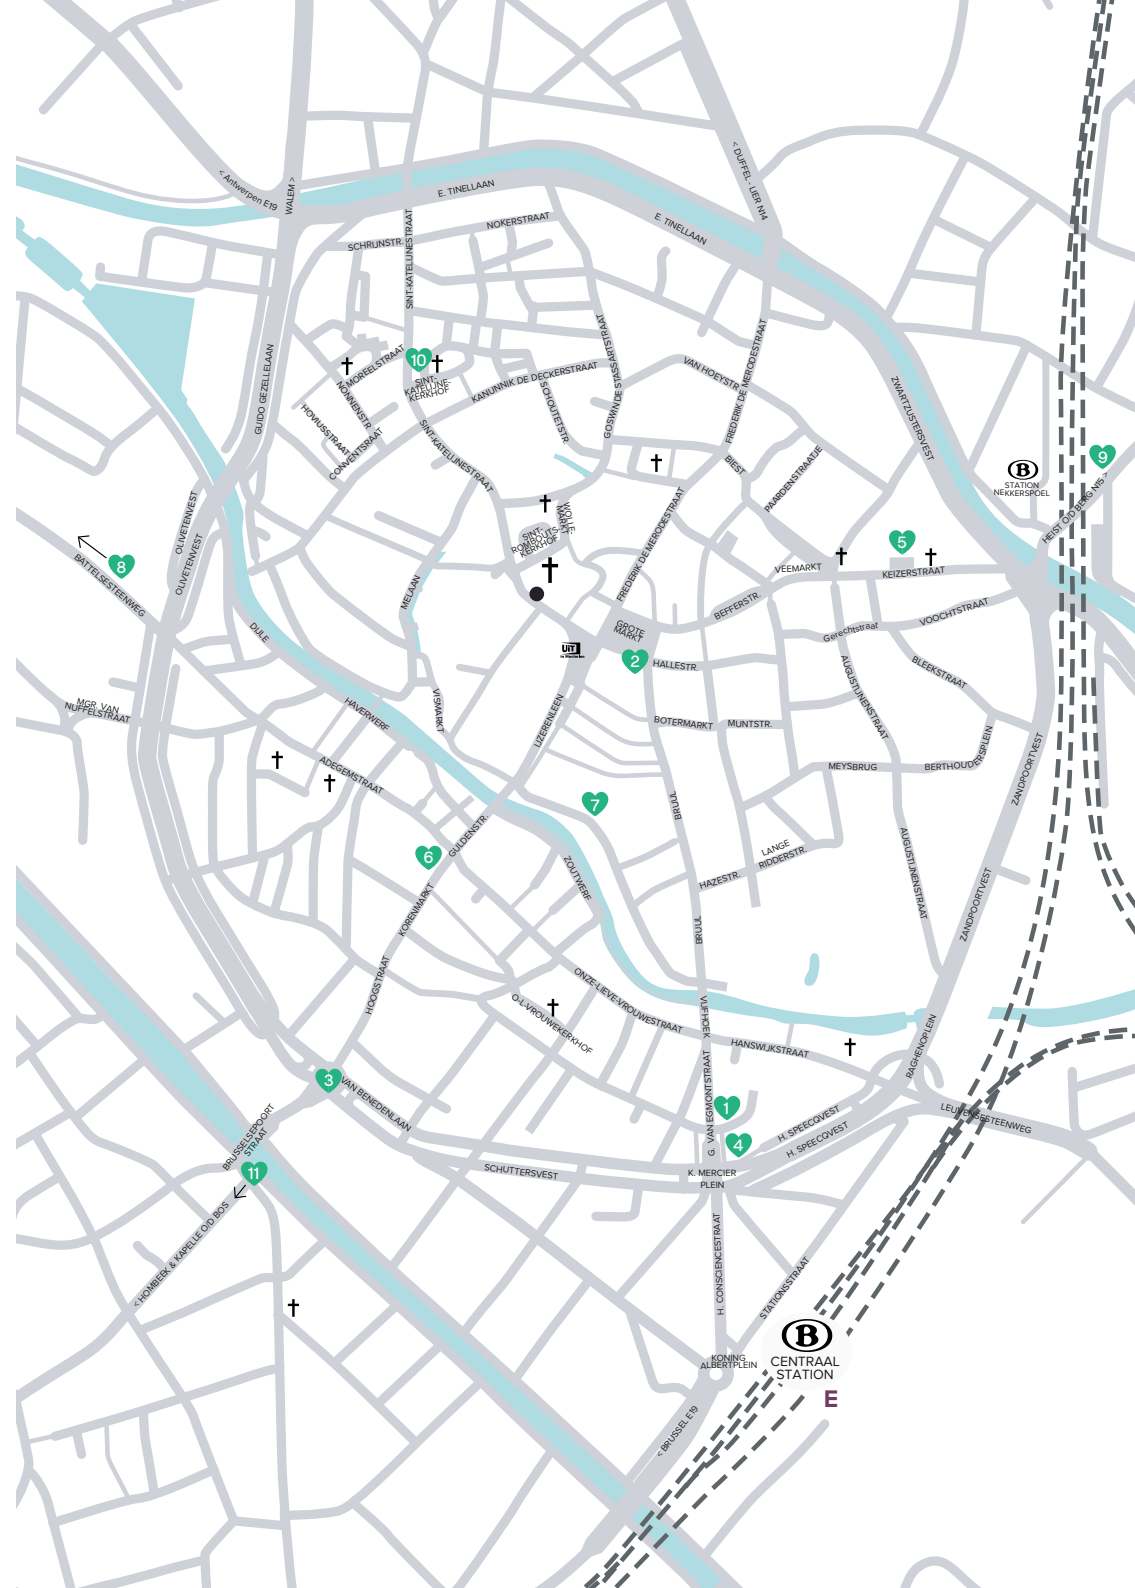 < Antwerpen E19
WALEM >
E. TINELLAAN
< DUFFEL - LIER N14
E. TINELLAAN
NOKERSTRAAT
SCHRIJNSTR.
SINT-KATELIJNESTRAAT
GUIDO GEZELLELAAN
MOREELSTRAAT
10
SINT-
KATELIJNE-
KERKHOF
NONNENSTR
HOVIUSSTRAAT
CONVENTSRAAT
KANUNNIK DE DECKERSTRAAT
SCHOUTETSTR.
GOSWIN DE STASSARTSTRAAT
VAN HOEYSTR.
FREDERIK DE MERODESTRAAT
ZWARTZUSTERSVEST
SINT-KATELIJNESTRAAT
BIEST
PAARDENSTRAATJE
B
STATION
NEKKERSPOEL
9
HEIST O/D BERG N15 >
OLIVETENVEST
OLIVETENVEST
WOLLE-
MARKT
SINT-
ROMBOUTS-
KERKHOF
FREDERIK DE MERODESTRAAT
5
VEEMARKT
KEIZERSTRAAT
8
BATTELSESTEENWEG
MELAAN
BEFFERSTR.
VOOCHTSTRAAT
Gerechtstraat
GROTE
MARKT
UiT
in Mechelen
2
HALLESTR.
DIJLE
AUGUSTIJNENSTRAAT
BLEEKSTRAAT
MGR. VAN
NUFFELSTRAAT
HAVERWERF
VISMARKT
IJZERENLEEN
BOTERMARKT
MUNTSTR.
ADEGEMSTRAAT
MEYSBRUG
BERTHOUDERSPLEIN
ZANDPOORTVEST
7
BRUUL
6
GULDENSTR.
ZOUTWERF
LANGE
RIDDERSTR.
HAZESTR.
AUGUSTIJNENSTRAAT
ZANDPOORTVEST
KORENMARKT
BRUUL
HOOGSTRAAT
ONZE-LIEVE-VROUWESTRAAT
O-L-VROUWEKERKHOF
VIJFHOEK
HANSWIJKSTRAAT
RAGHENOPLEIN
3
VAN BENEDENLAAN
G. VAN EGMONTSTRAAT
1
4
H. SPEECQVEST
H. SPEECQVEST
LEUVENSESTEENWEG
BRUSSELSEPOORT
STRAAT
11
SCHUTTERSVEST
K. MERCIER
PLEIN
< HOMBEEK & KAPELLE O/D BOS
H. CONSCIENCESTRAAT
STATIONSSTRAAT
B
CENTRAAL
STATION
E
KONING
ALBERTPLEIN
< BRUSSEL E19